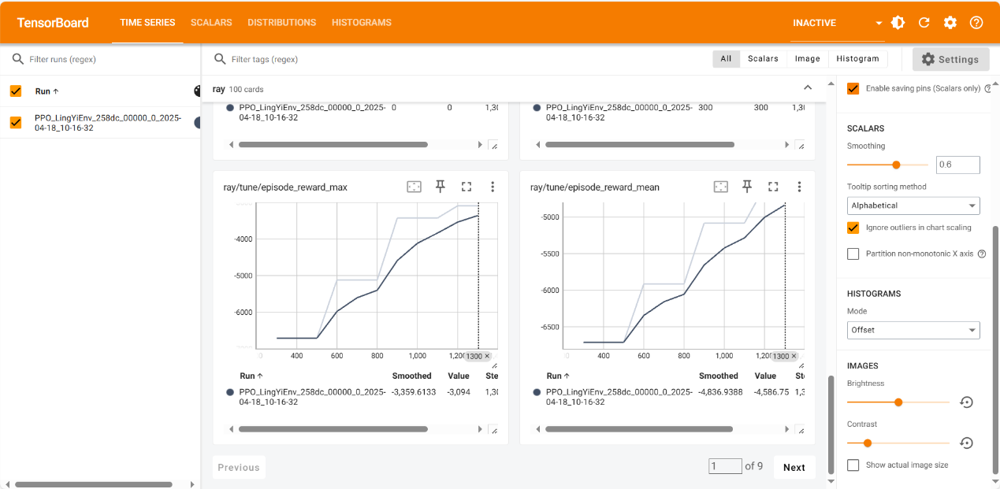 TensorBoard TIME SERIES SCALARS DISTRIBUTIONS HISTOGRAMS INACTIVE
Filter runs (regex)
Run ↑
PPO_LingYiEnv_258dc_00000_0_2025-
04-18_10-16-32
Filter tags (regex) All Scalars Image Histogram Settings
ray 100 cards
PPO_LingYiEnv_258dc_00000_0_2025- 0 0 1,30
04-18_10-16-32
PPO_LingYiEnv_258dc_00000_0_2025- 300 300
04-18_10-16-32
ray/tune/episode_reward_max
-4000
-5000
-6000
400 600 800 1,000 1,200 1300 ×
Run ↑ Smoothed Value Ste
PPO_LingYiEnv_258dc_00000_0_2025- -3,359.6133 -3,094 1,30
04-18_10-16-32
ray/tune/episode_reward_mean
-5000
-5500
-6000
-6500
400 600 800 1,000 1,200 1300 ×
Run ↑ Smoothed Value St
PPO_LingYiEnv_258dc_00000_0_2025- -4,836.9388 -4,586.75
04-18_10-16-32
Previous 1 of 9 Next
Enable saving pins (Scalars only)
SCALARS
Smoothing
0.6
Tooltip sorting method
Alphabetical
Ignore outliers in chart scaling
Partition non-monotonic X axis
HISTOGRAMS
Mode
Offset
IMAGES
Brightness
Contrast
Show actual image size